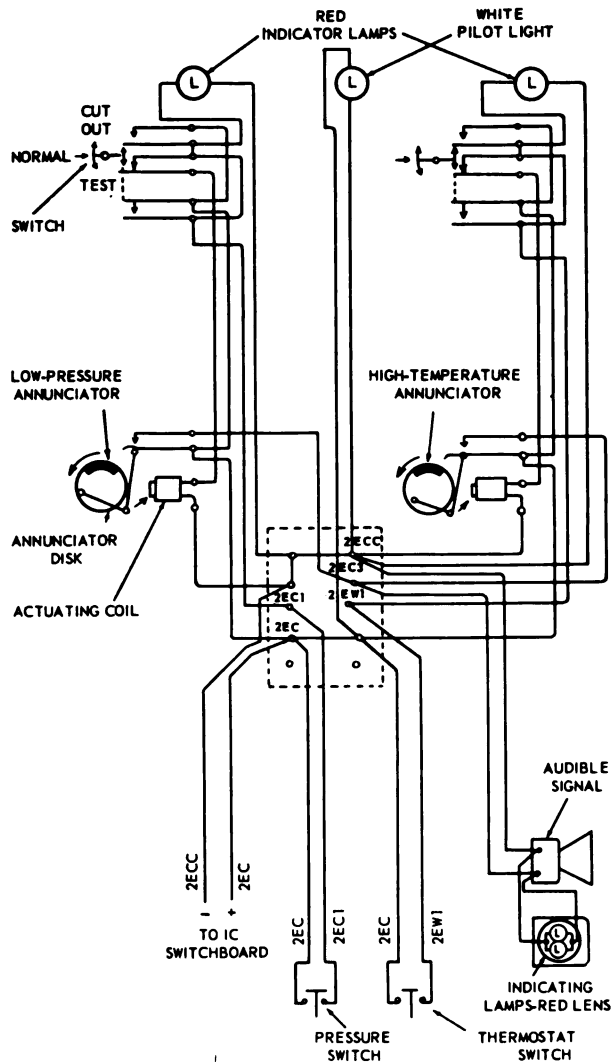 RED
INDICATOR LAMPS
WHITE
PILOT LIGHT
L
L
L
CUT
OUT
NORMAL
TEST
SWITCH
LOW-PRESSURE
ANNUNCIATOR
HIGH-TEMPERATURE
ANNUNCIATOR
ANNUNCIATOR
DISK
ACTUATING COIL
2ECC
2EC3
2EC1
2EW1
2EC
AUDIBLE
SIGNAL
2ECC
2EC
2EC
2EC1
2EC
2EW1
- +
TO IC
SWITCHBOARD
L
L
INDICATING
LAMPS-RED LENS
PRESSURE
SWITCH
THERMOSTAT
SWITCH